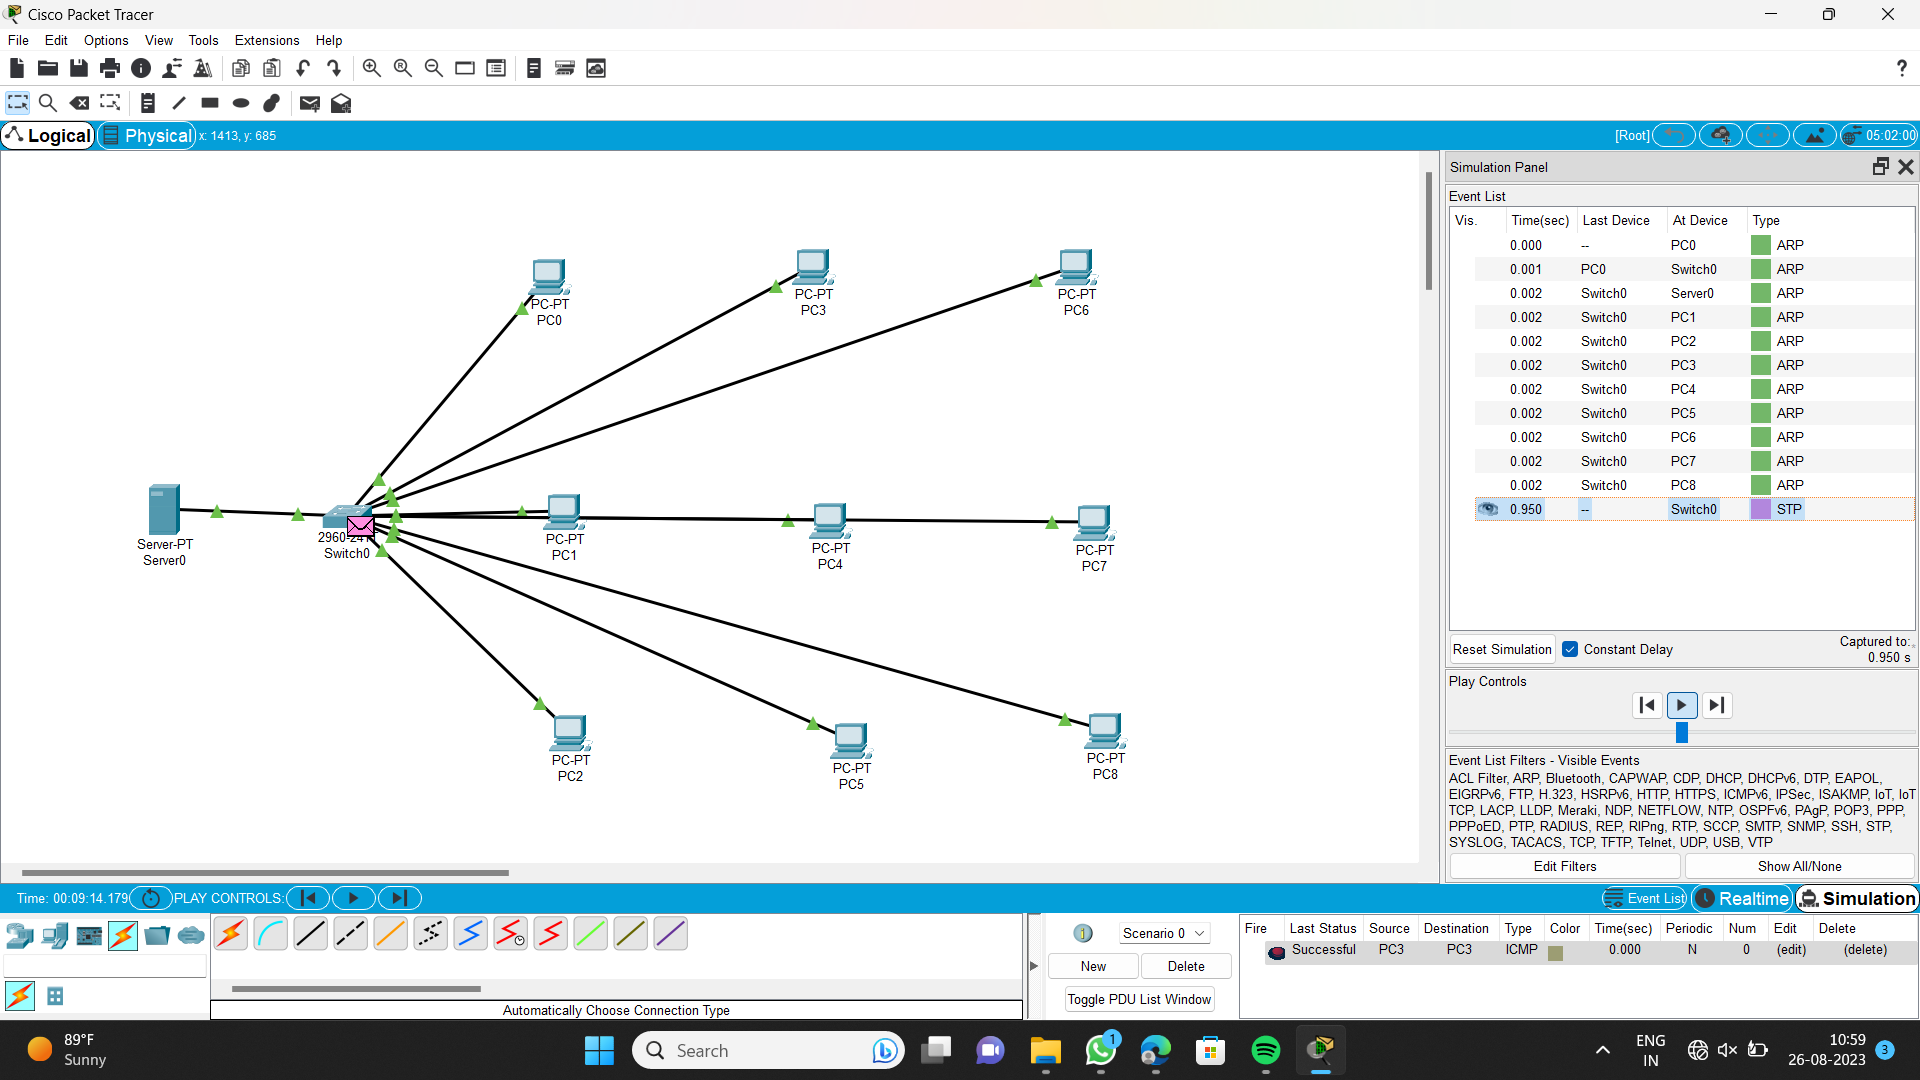 Cisco Packet Tracer
File Edit Options View Tools Extensions Help
?
Logical Physical x: 1413, y: 685 [Root] 05:02:00
PC-PT
PC0
PC-PT
PC3
PC-PT
PC6
Server-PT
Server0
Switch0
PC-PT
PC1
PC-PT
PC4
PC-PT
PC7
PC-PT
PC2
PC-PT
PC5
PC-PT
PC8
Simulation Panel
Event List
Vis. Time(sec) Last Device At Device Type
0.000 -- PC0 ARP
0.001 PC0 Switch0 ARP
0.002 Switch0 Server0 ARP
0.002 Switch0 PC1 ARP
0.002 Switch0 PC2 ARP
0.002 Switch0 PC3 ARP
0.002 Switch0 PC4 ARP
0.002 Switch0 PC5 ARP
0.002 Switch0 PC6 ARP
0.002 Switch0 PC7 ARP
0.002 Switch0 PC8 ARP
0.950 -- Switch0 STP
Reset Simulation Constant Delay Captured to:
0.950 s
Play Controls
Event List Filters - Visible Events
ACL Filter, ARP, Bluetooth, CAPWAP, CDP, DHCP, DHCPv6, DTP, EAPOL,
EIGRPv6, FTP, H.323, HSRPv6, HTTP, HTTPS, ICMPv6, IPSec, ISAKMP, IoT, IoT
TCP, LACP, LLDP, Meraki, NDP, NETFLOW, NTP, OSPFv6, PAgP, POP3, PPP,
PPPoED, PTP, RADIUS, REP, RIPng, RTP, SCCP, SMTP, SNMP, SSH, STP,
SYSLOG, TACACS, TCP, TFTP, Telnet, UDP, USB, VTP
Edit Filters Show All/None
Time: 00:09:14.179 PLAY CONTROLS: Event List Realtime Simulation
Scenario 0
New Delete
Toggle PDU List Window
Fire Last Status Source Destination Type Color Time(sec) Periodic Num Edit Delete
Successful PC3 PC3 ICMP 0.000 N 0 (edit) (delete)
Automatically Choose Connection Type
89°F
Sunny
Search
1
ENG
IN
10:59
26-08-2023
3